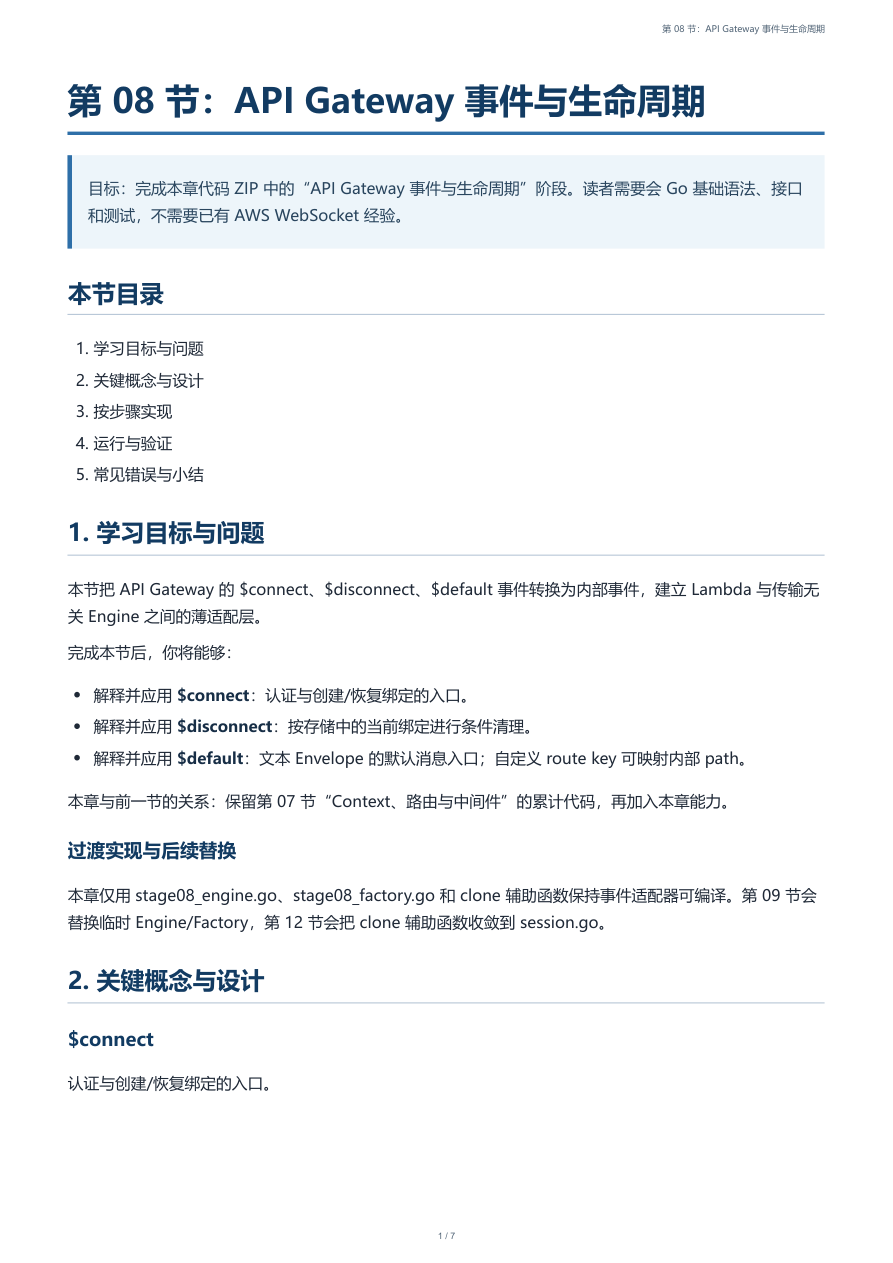 第 08 节：API Gateway 事件与生命周期
第 08 节：API Gateway 事件与生命周期
目标：完成本章代码 ZIP 中的“API Gateway 事件与生命周期”阶段。读者需要会 Go 基础语法、接口
和测试，不需要已有 AWS WebSocket 经验。
本节目录
1. 学习目标与问题
2. 关键概念与设计
3. 按步骤实现
4. 运行与验证
5. 常见错误与小结
1. 学习目标与问题
本节把 API Gateway 的 $connect、$disconnect、$default 事件转换为内部事件，建立 Lambda 与传输无
关 Engine 之间的薄适配层。
完成本节后，你将能够：
• 解释并应用 $connect：认证与创建/恢复绑定的入口。
• 解释并应用 $disconnect：按存储中的当前绑定进行条件清理。
• 解释并应用 $default：文本 Envelope 的默认消息入口；自定义 route key 可映射内部 path。
本章与前一节的关系：保留第 07 节“Context、路由与中间件”的累计代码，再加入本章能力。
过渡实现与后续替换
本章仅用 stage08_engine.go、stage08_factory.go 和 clone 辅助函数保持事件适配器可编译。第 09 节会
替换临时 Engine/Factory，第 12 节会把 clone 辅助函数收敛到 session.go。
2. 关键概念与设计
$connect
认证与创建/恢复绑定的入口。
1 / 7